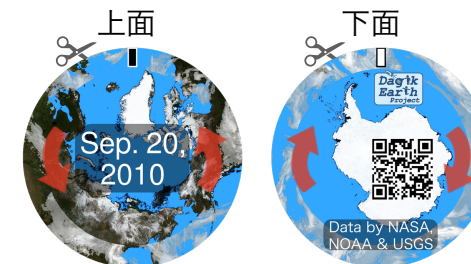 上面
下面
Sep. 20,
2010
Dagik
Earth
Project
Data by NASA,
NOAA & USGS